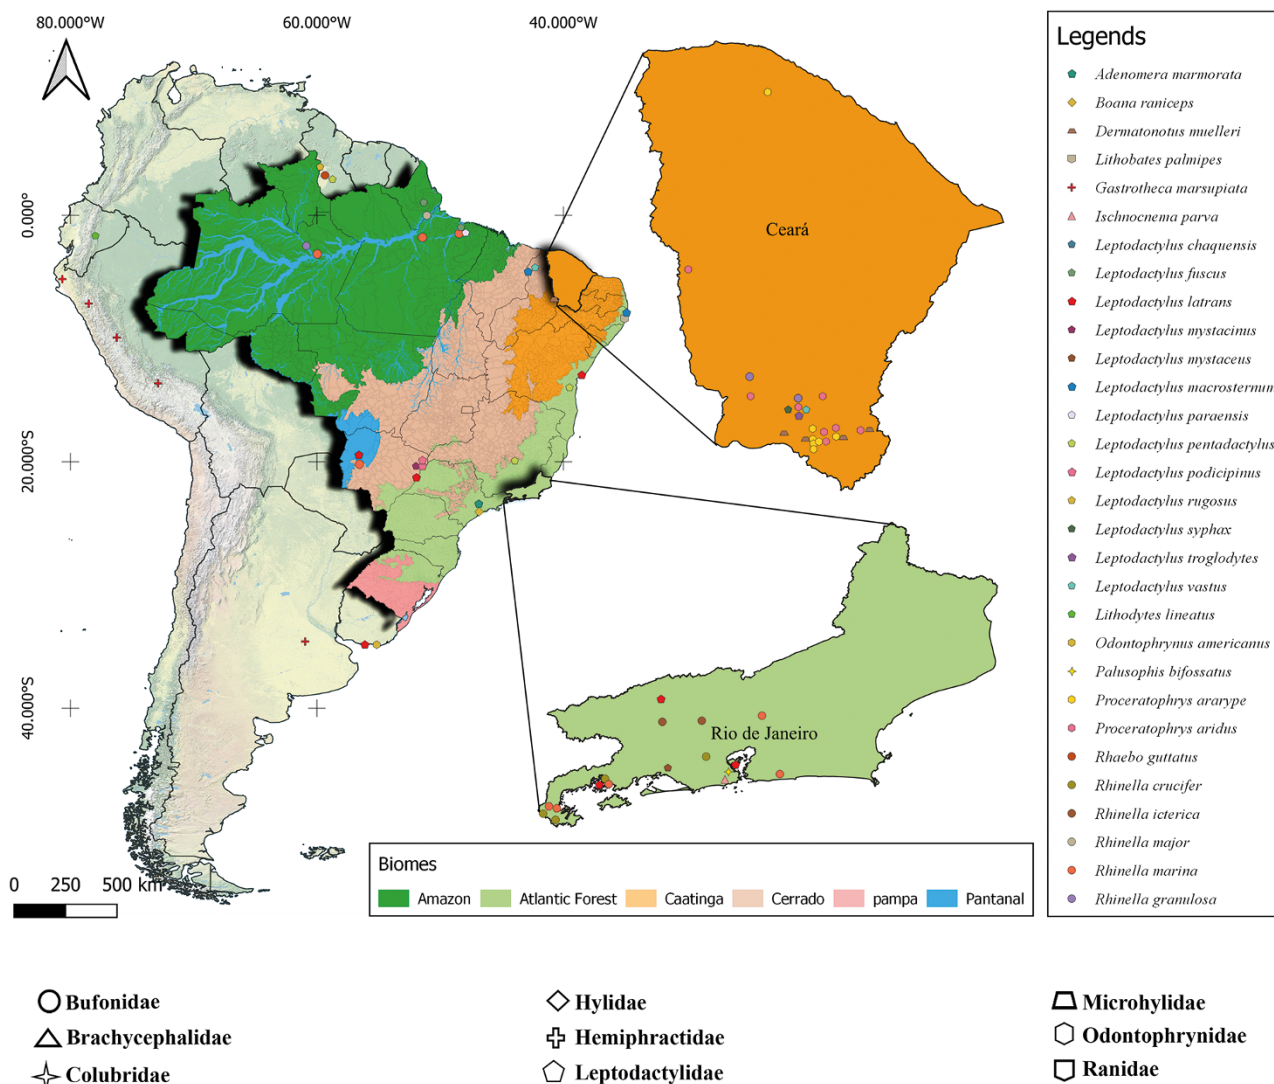 80.000°W 60.000°W 40.000°W
0.000°
20.000°S
40.000°S
Ceará
Rio de Janeiro
0 250 500 km
Biomes
Amazon Atlantic Forest Caatinga Cerrado pampa Pantanal
Legends
Adenomera marmorata
Boana raniceps
Dermatonotus muelleri
Lithobates palmipes
Gastrotheca marsupiata
Ischnocnema parva
Leptodactylus chaquensis
Leptodactylus fuscus
Leptodactylus latrans
Leptodactylus mystacinus
Leptodactylus mystaceus
Leptodactylus macrosternum
Leptodactylus paraensis
Leptodactylus pentadactylus
Leptodactylus podicipinus
Leptodactylus rugosus
Leptodactylus syphax
Leptodactylus troglodytes
Leptodactylus vastus
Lithodytes lineatus
Odontophrynus americanus
Palusophis bifossatus
Proceratophrys ararype
Proceratophrys aridus
Rhaebo guttatus
Rhinella crucifer
Rhinella icterica
Rhinella major
Rhinella marina
Rhinella granulosa
Bufonidae
Brachycephalidae
Colubridae
Hylidae
Hemiphractidae
Leptodactylidae
Microhylidae
Odontophrynidae
Ranidae